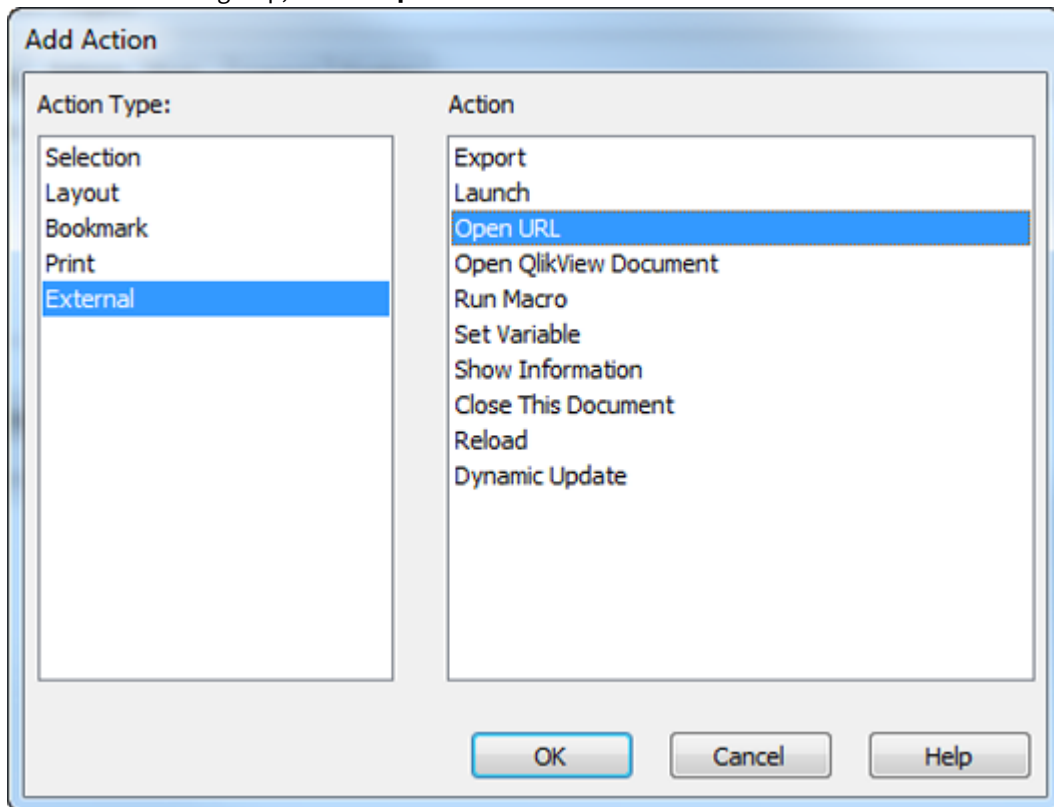 Add Action
Action Type:
Selection
Layout
Bookmark
Print
External
Action
Export
Launch
Open URL
Open QlikView Document
Run Macro
Set Variable
Show Information
Close This Document
Reload
Dynamic Update
OK
Cancel
Help